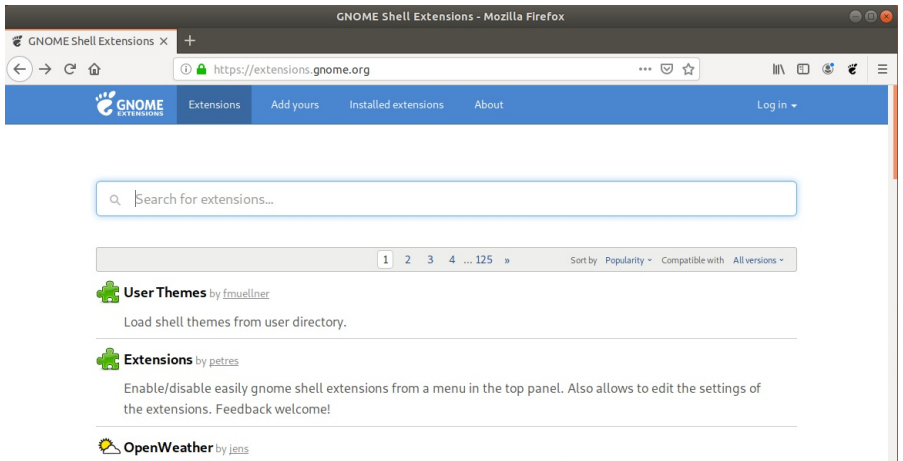 GNOME Shell Extensions - Mozilla Firefox
GNOME Shell Extensions
https://extensions.gnome.org
GNOME EXTENSIONS Extensions Add yours Installed extensions About Log in
Search for extensions...
1 2 3 4 ... 125 » Sort by Popularity Compatible with All versions
User Themes by fmuellner
Load shell themes from user directory.
Extensions by petres
Enable/disable easily gnome shell extensions from a menu in the top panel. Also allows to edit the settings of
the extensions. Feedback welcome!
OpenWeather by jens